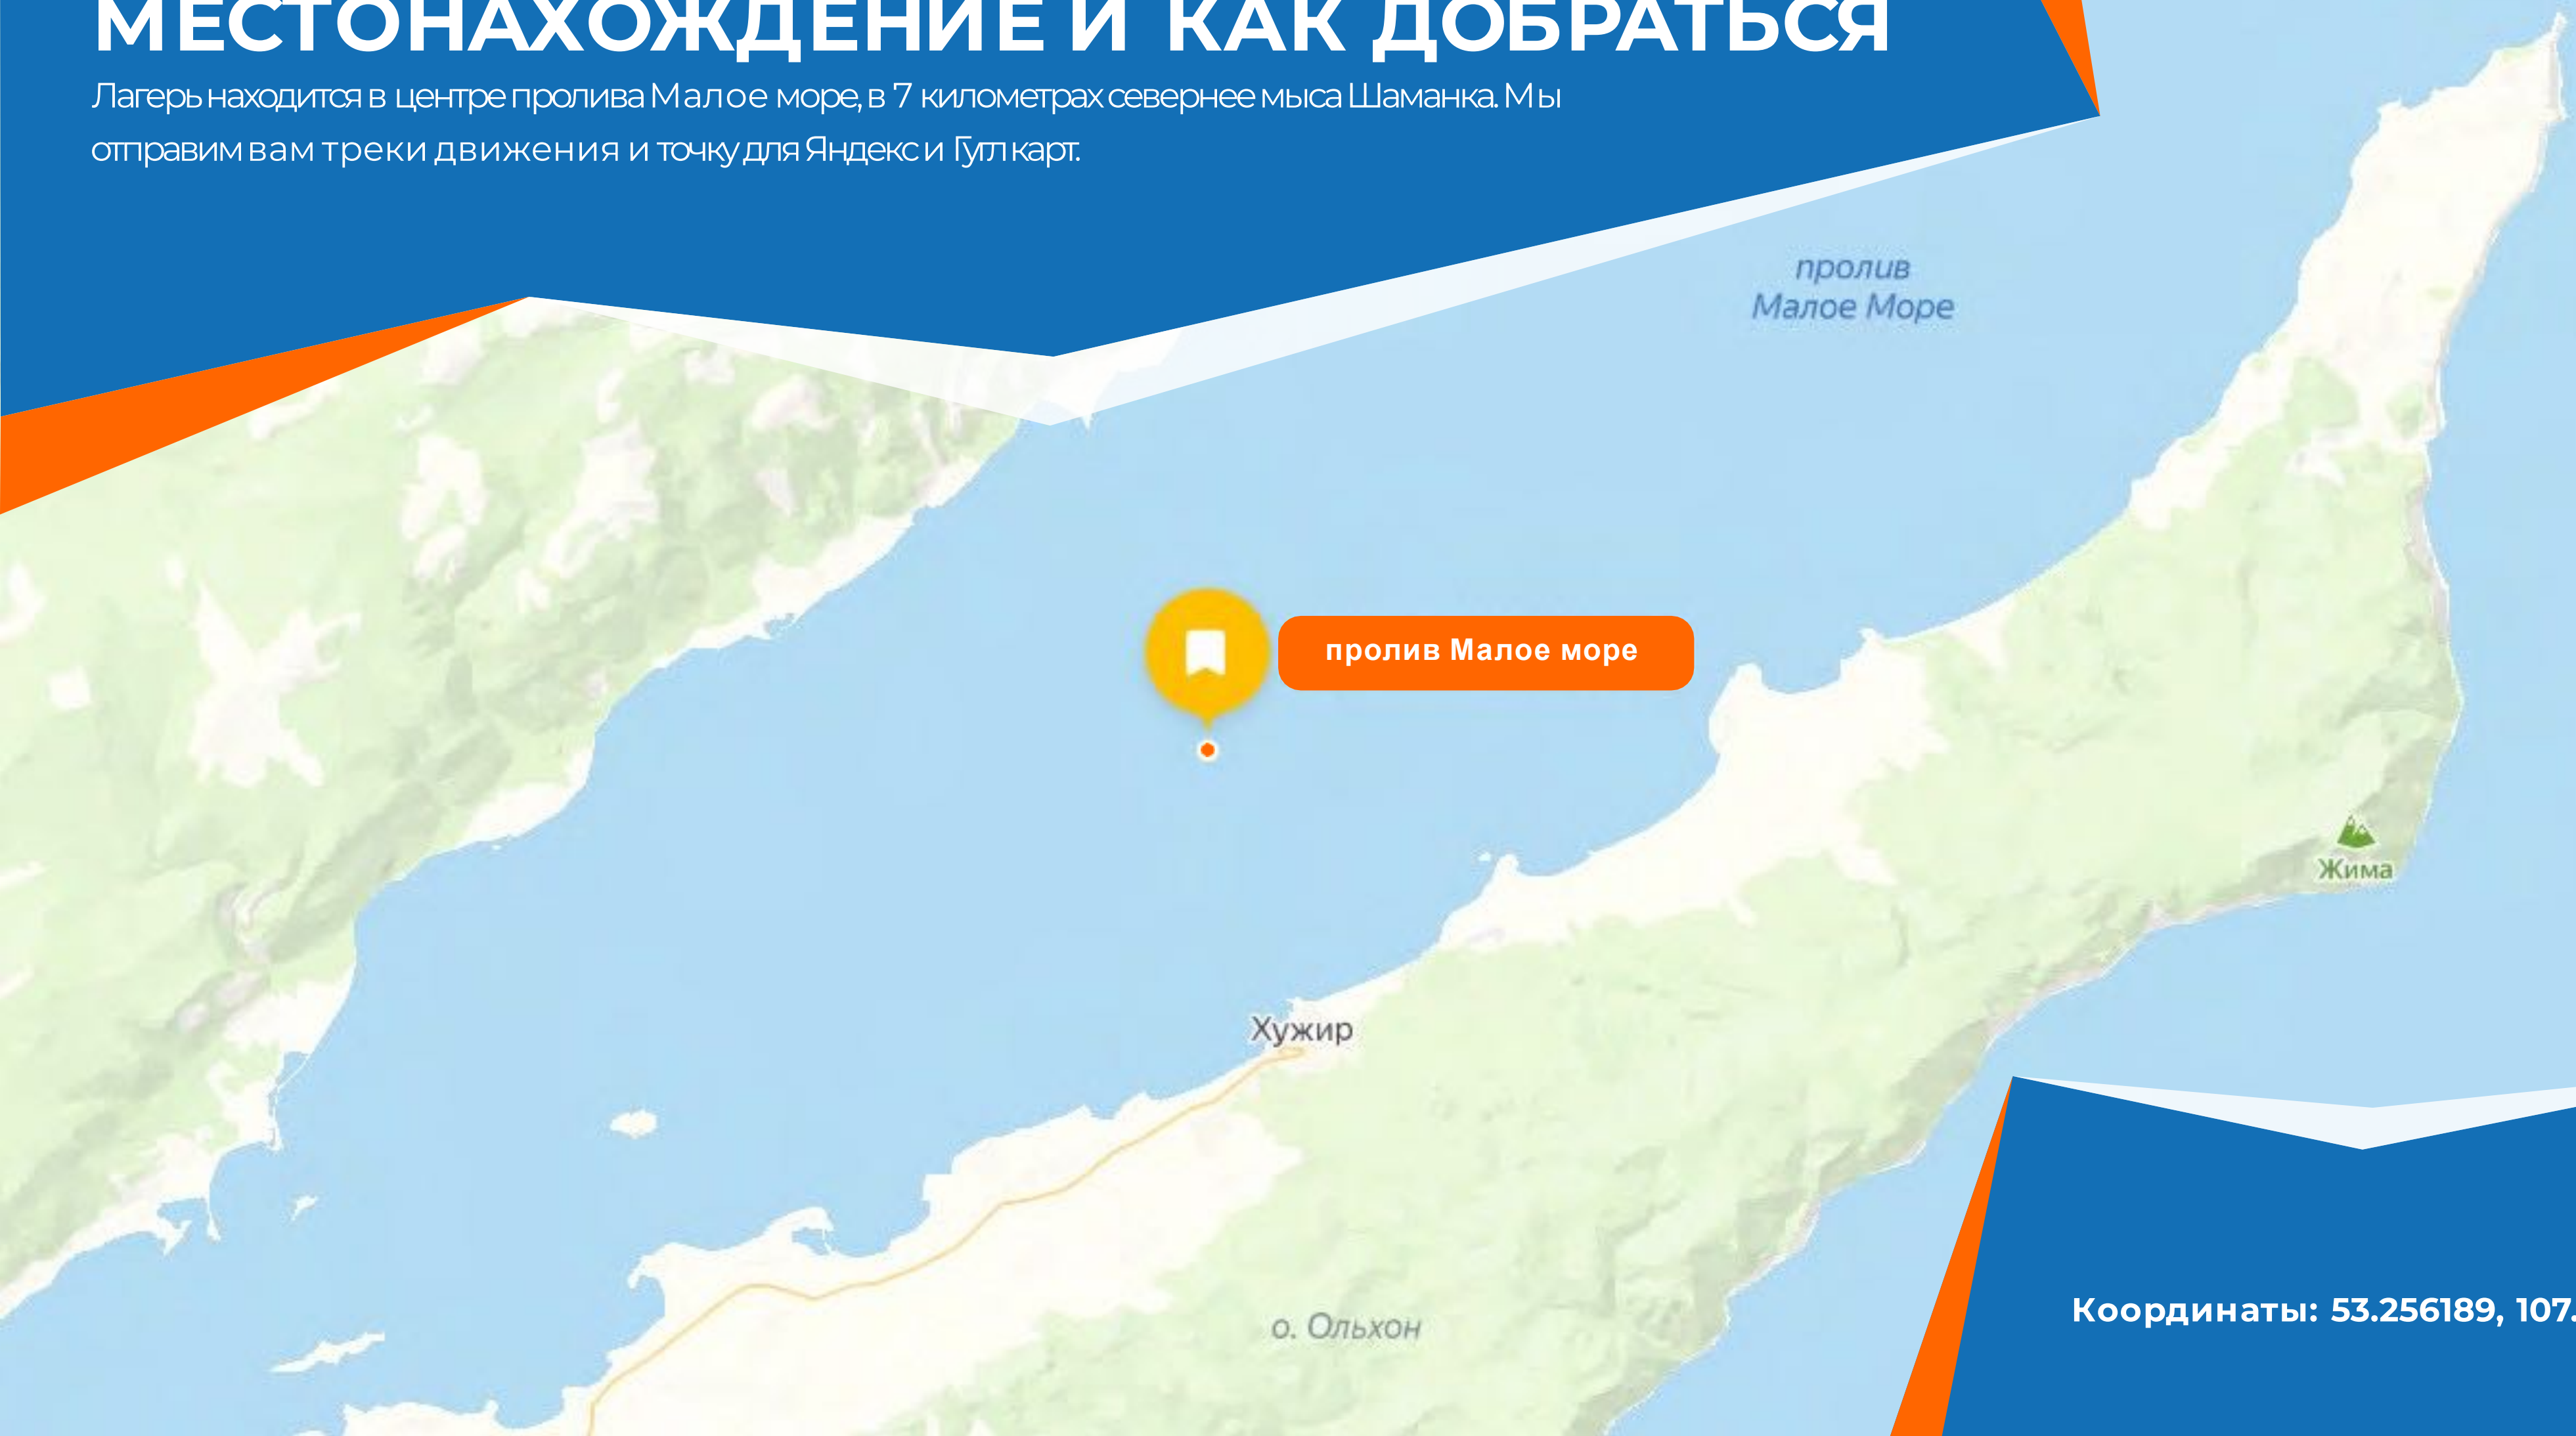 МЕСТОНАХОЖДЕНИЕ И КАК ДОБРАТЬСЯ
Лагерь находится в центре пролива Малое море, в 7 километрах севернее мыса Шаманка. Мы
отправим вам треки движения и точку для Яндекс и Гугл карт.
пролив
Малое Море
пролив Малое море
Жима
Хужир
о. Ольхон
Координаты: 53.256189, 107.